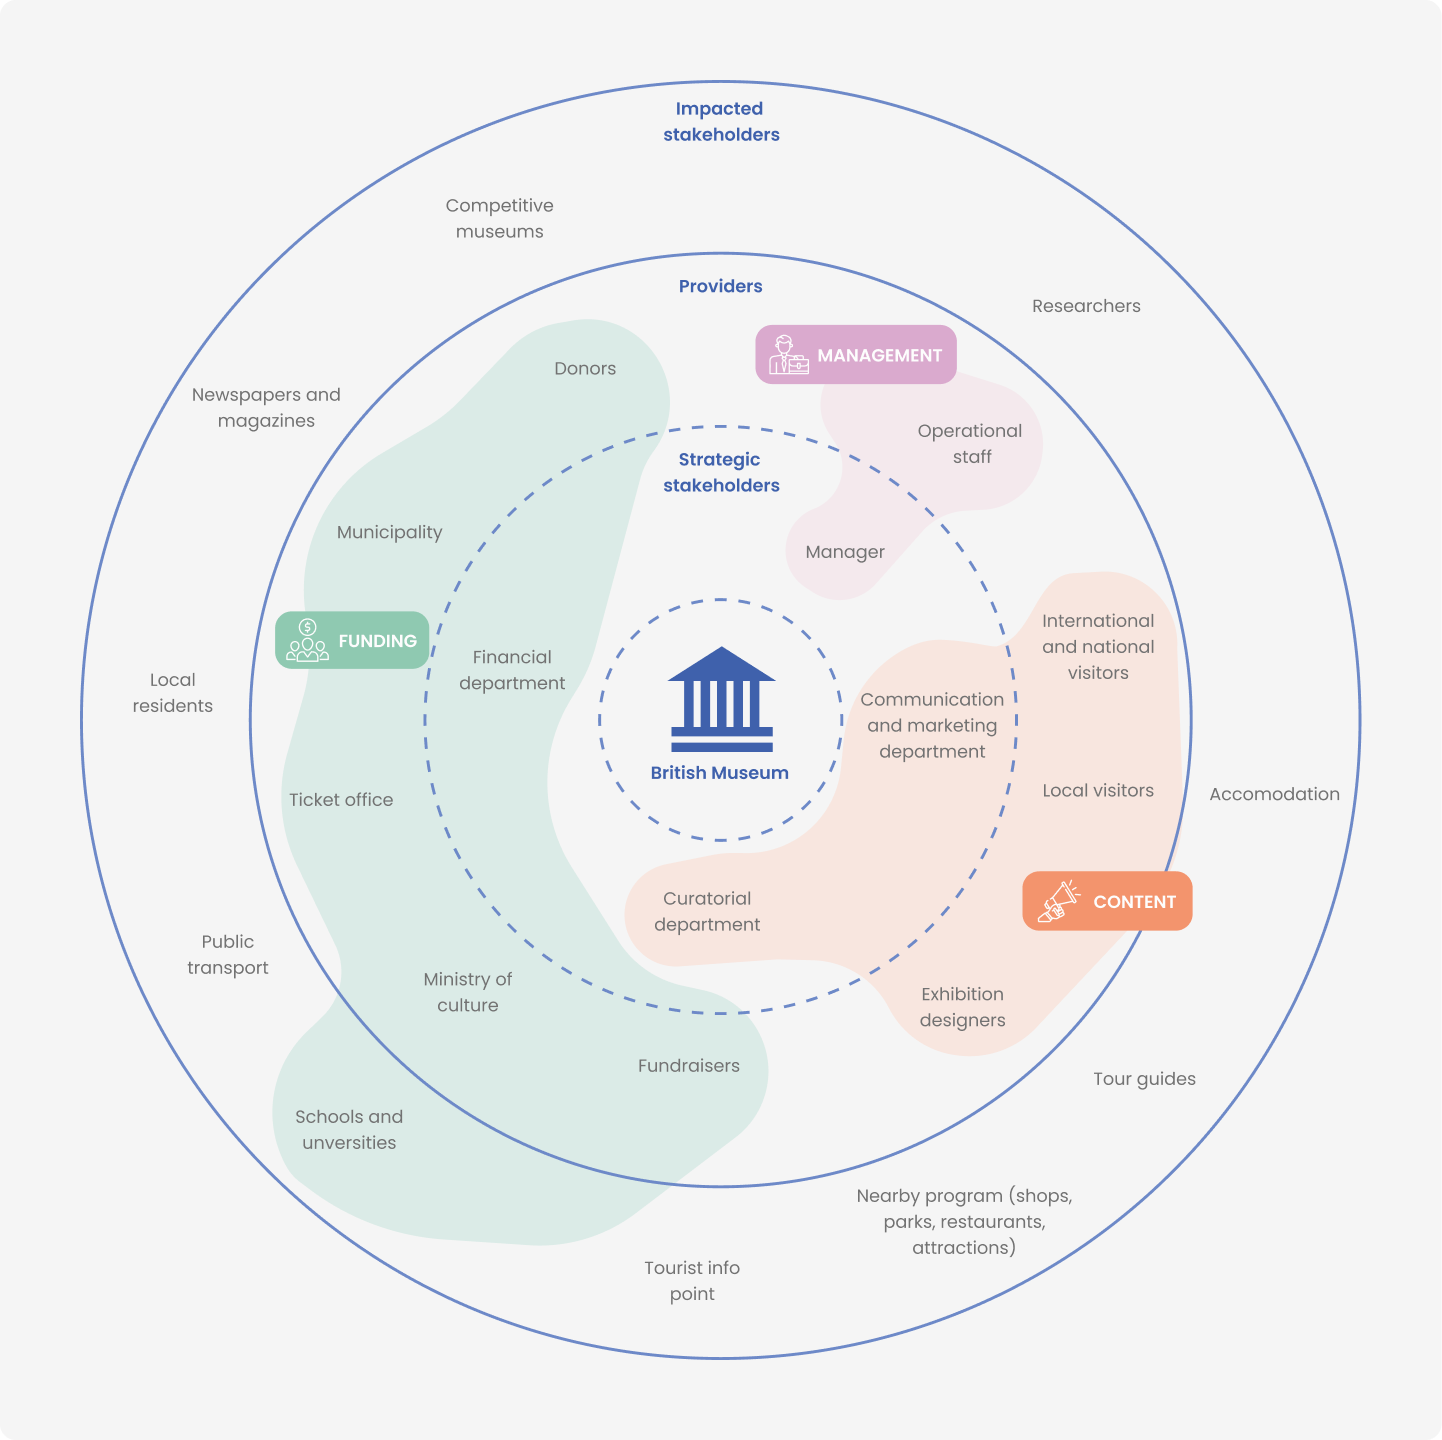 Impacted
stakeholders
Competitive
museums
Providers
Researchers
MANAGEMENT
Donors
Newspapers and
magazines
Operational
staff
Strategic
stakeholders
Municipality
Manager
International
and national
visitors
FUNDING
Financial
department
Local
residents
Communication
and marketing
department
British Museum
Local visitors
Accomodation
Ticket office
Curatorial
department
CONTENT
Public
transport
Ministry of
culture
Exhibition
designers
Fundraisers
Tour guides
Schools and
unversities
Nearby program (shops,
parks, restaurants,
attractions)
Tourist info
point